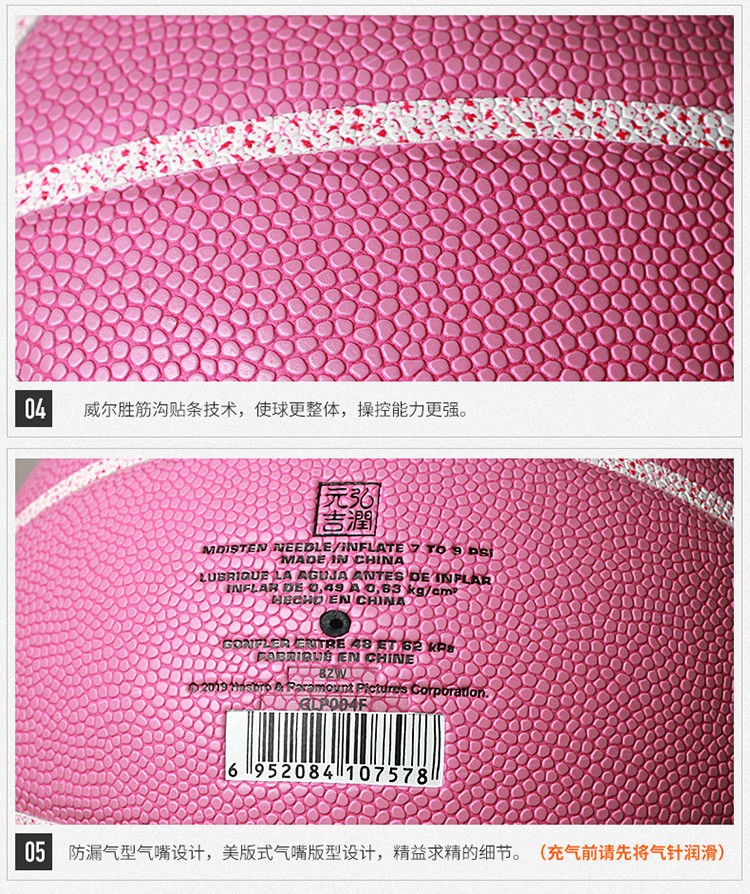 04
威尔胜筋沟贴条技术，使球更整体，操控能力更强。
元弘
吉潤
MOISTEN NEEDLE/INFLATE 7 TO 9 PSI
MADE IN CHINA
LUBRIQUE LA AGUJA ANTES DE INFLAR
INFLAR DE 0,49 A 0,63 kg/cm²
HECHO EN CHINA
GONFLER ENTRE 48 ET 62 kPa
FABRIQUÉ EN CHINE
BZW
© 2019 Hasbro & Paramount Pictures Corporation.
6 952084 107578
05
防漏气型气嘴设计，美版式气嘴版型设计，精益求精的细节。（充气前请先将气针润滑）